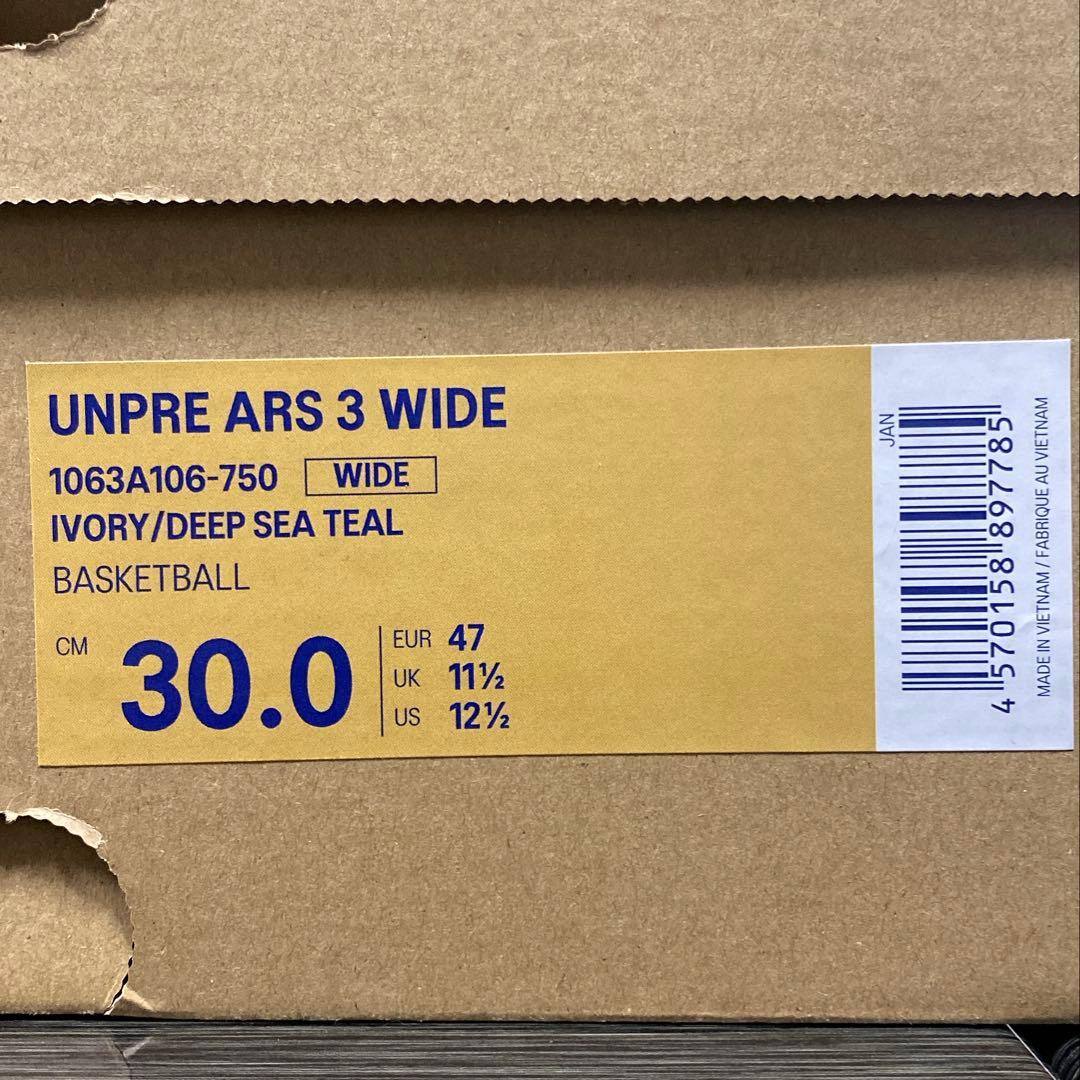 UNPRE ARS 3 WIDE
1063A106-750 WIDE
IVORY/DEEP SEA TEAL
BASKETBALL
CM 30.0
EUR 47
UK 11½
US 12½
JAN
4 570158 897785
MADE IN VIETNAM / FABRIQUE AU VIETNAM